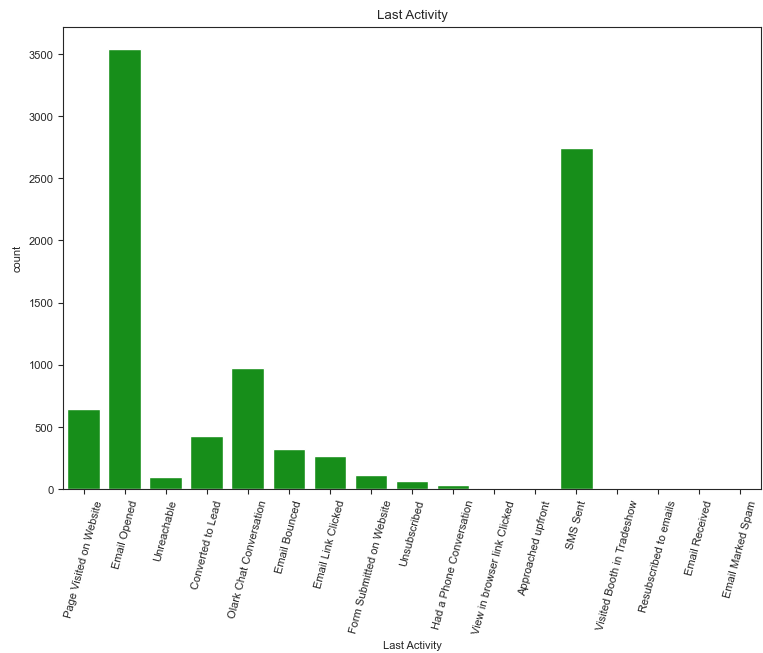 Last Activity
3500
3000
2500
2000
1500
1000
500
0
count
Page Visited on Website
Email Opened
Unreachable
Converted to Lead
Olark Chat Conversation
Email Bounced
Email Link Clicked
Form Submitted on Website
Unsubscribed
Had a Phone Conversation
View in browser link Clicked
Approached upfront
SMS Sent
Visited Booth in Tradeshow
Resubscribed to emails
Email Received
Email Marked Spam
Last Activity